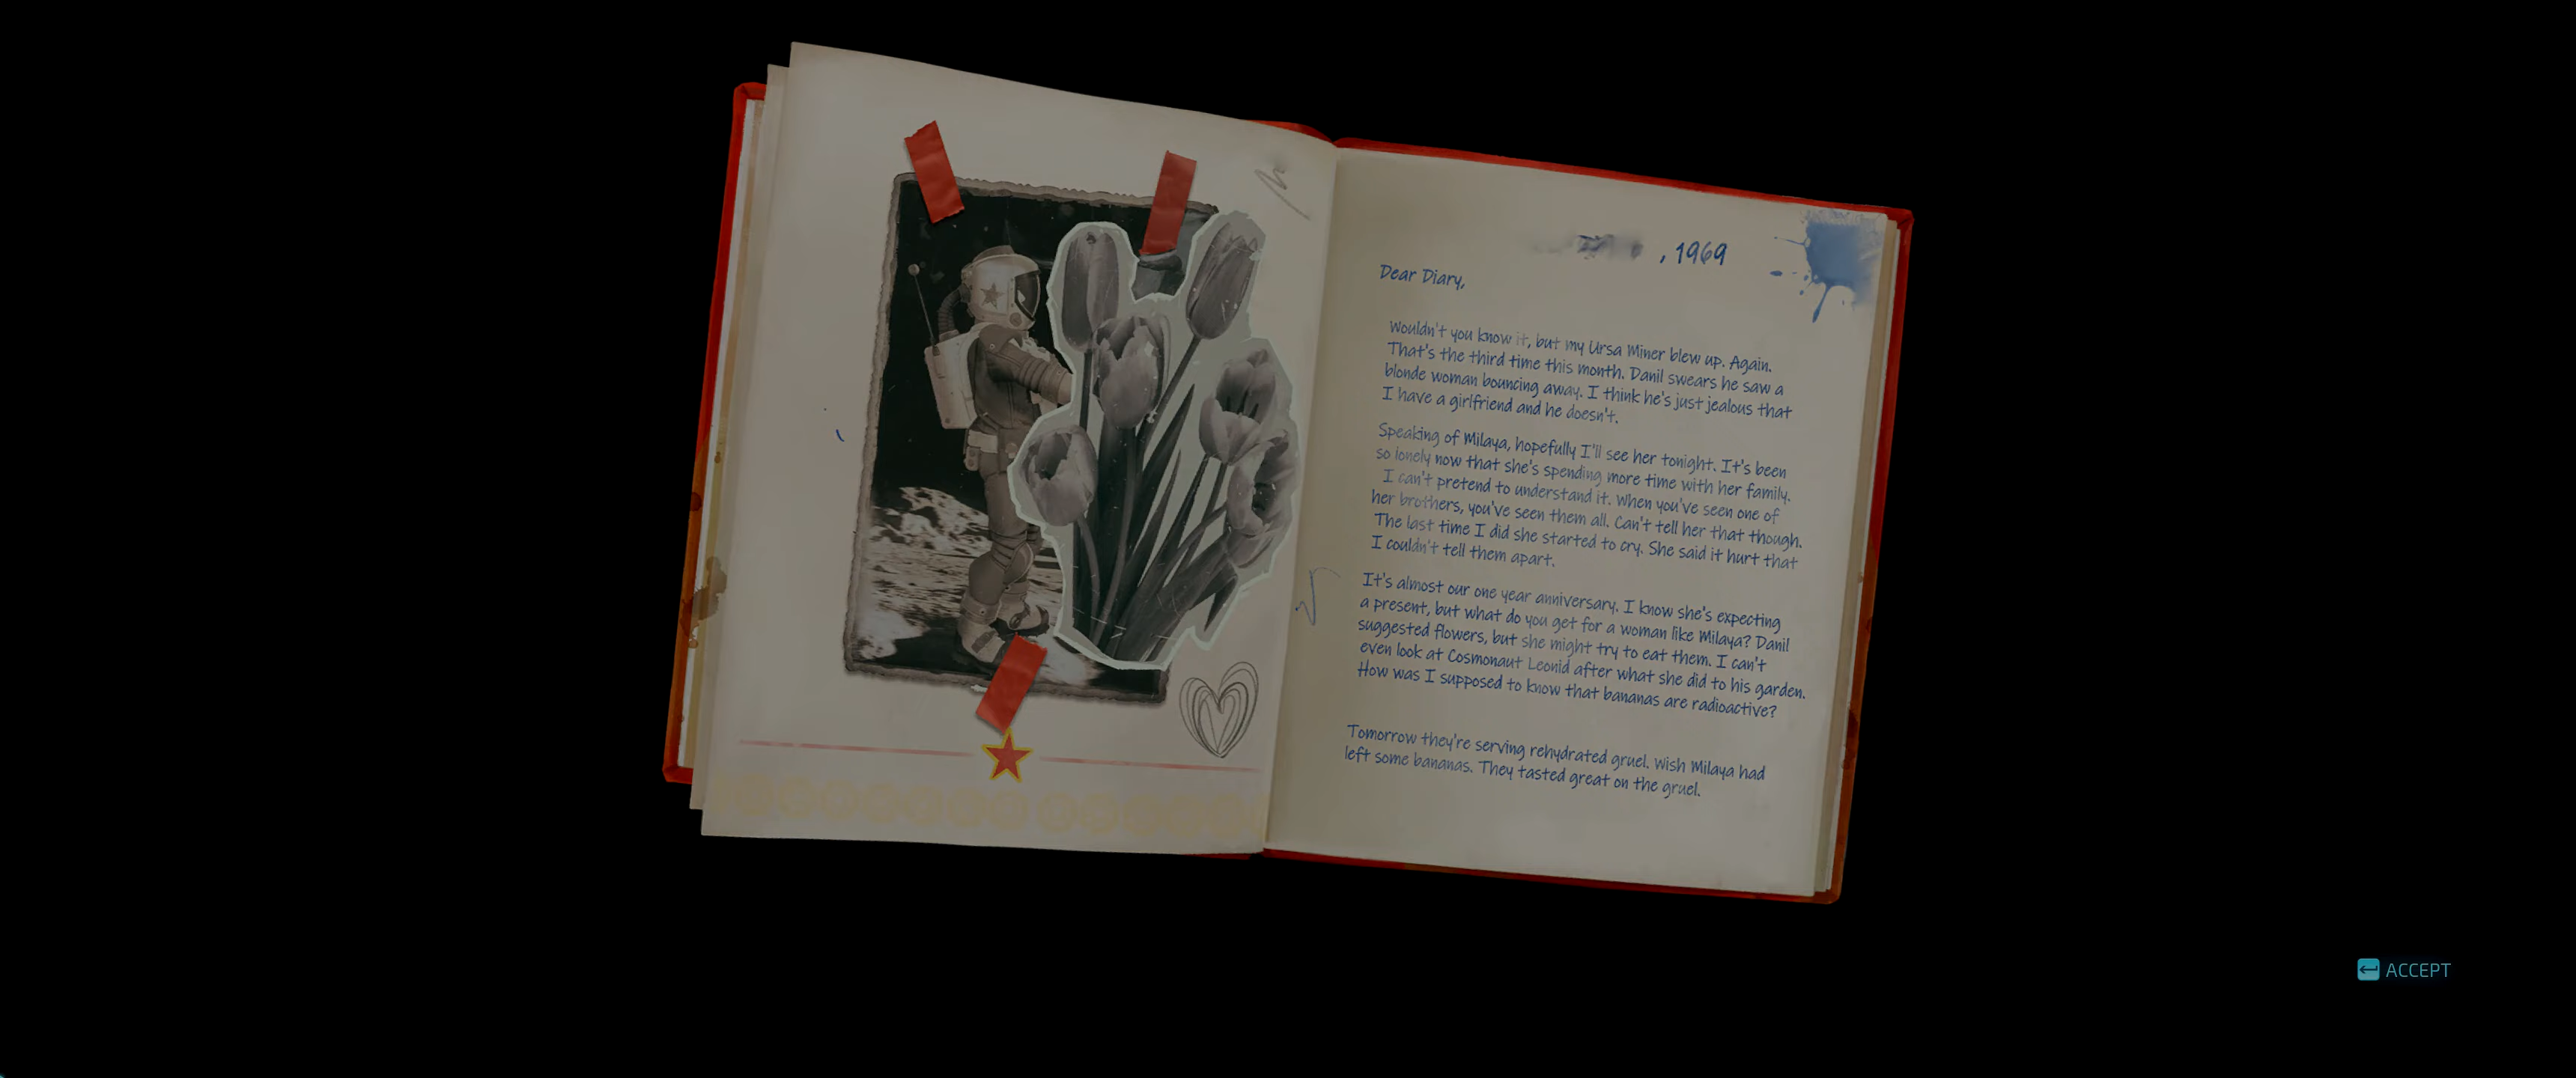 , 1969
Dear Diary,
Wouldn't you know it, but my Ursa Miner blew up. Again.
That's the third time this month. Danil swears he saw a
blonde woman bouncing away. I think he's just jealous that
I have a girlfriend and he doesn't.
Speaking of Milaya, hopefully I'll see her tonight. It's been
so lonely now that she's spending more time with her family.
I can't pretend to understand it. When you've seen one of
her brothers, you've seen them all. Can't tell her that though.
The last time I did she started to cry. She said it hurt that
I couldn't tell them apart.
It's almost our one year anniversary. I know she's expecting
a present, but what do you get for a woman like Milaya? Danil
suggested flowers, but she might try to eat them. I can't
even look at Cosmonaut Leonid after what she did to his garden.
How was I supposed to know that bananas are radioactive?
Tomorrow they're serving rehydrated gruel. Wish Milaya had
left some bananas. They tasted great on the gruel.
ACCEPT